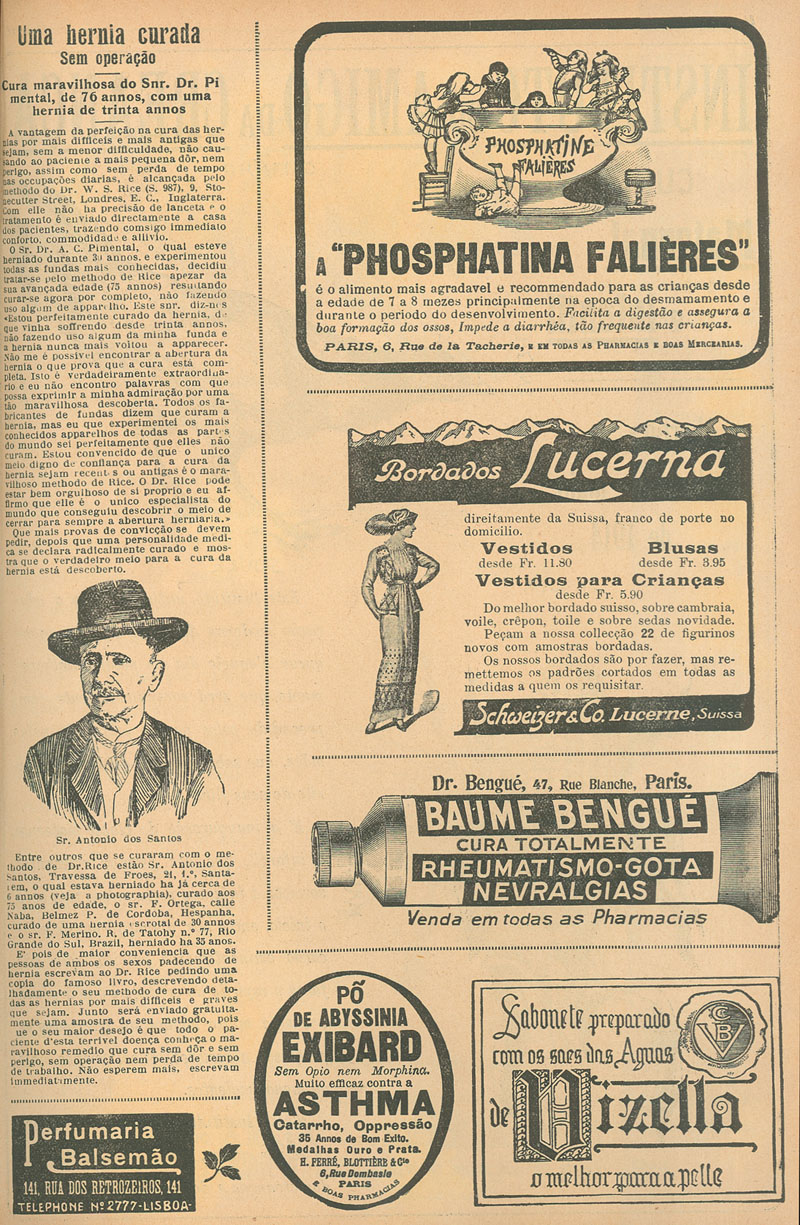 Uma hernia curada
Sem operação
Cura maravilhosa do Snr. Dr. Pi
mental, de 76 annos, com uma
hernia de trinta annos
A vantagem da perfeição na cura das her-
nias por mais difficeis e mais antigas que
sejam, sem a menor difficuldade, não cau-
sando ao paciente a mais pequena dôr, nem
perigo, assim como sem perda de tempo
nas occupações diarias, é alcançada pelo
methodo do Dr. W. S. Rice (S. 987), 9, Sto-
necutter Street, Londres, E. C., Inglaterra.
Com elle não ha precisão de lanceta e o
tratamento é enviado directamente a casa
dos pacientes, trazendo comsigo immediato
conforto, commodidade e allivio.
O Sr. Dr. A. C. Pimental, o qual esteve
herniado durante 30 annos, e experimentou
todas as fundas mais conhecidas, decidiu
tratar-se pelo methodo de Rice apezar da
sua avançada edade (75 annos) resultando
curar-se agora por completo, não fazendo
uso algum de apparelho. Este snr. diz-nos
«Estou perfeitamente curado da hernia, de
que vinha soffrendo desde trinta annos,
não fazendo uso algum da minha funda e
a hernia nunca mais voltou a apparecer.
Não me é possivel encontrar a abertura da
hernia o que prova que a cura está com-
pleta. Isto é verdadeiramente extraordina-
rio e eu não encontro palavras com que
possa exprimir a minha admiração por uma
tão maravilhosa descoberta. Todos os fa-
bricantes de fundas dizem que curam a
hernia, mas eu que experimentei os mais
conhecidos apparelhos de todas as partes
do mundo sei perfeitamente que elles não
curam. Estou convencido de que o unico
meio digno de confiança para a cura da
hernia sejam recentes ou antigas é o mara-
vilhoso methodo de Rice. O Dr. Rice pode
estar bem orgulhoso de si proprio e eu af-
firmo que elle é o unico especialista do
mundo que conseguiu descobrir o meio de
cerrar para sempre a abertura herniaria.»
Que mais provas de convicção se devem
pedir, depois que uma personalidade medi-
ca se declara radicalmente curado e mos-
tra que o verdadeiro meio para a cura da
hernia está descoberto.
Sr. Antonio dos Santos
Entre outros que se curaram com o me-
thodo de Dr. Rice estão Sr. Antonio dos
Santos, Travessa de Froes, 21, 1.º, Santa-
rem, o qual estava herniado ha já cerca de
6 annos (veja a photographia), curado aos
75 anos de edade, o sr. F. Ortega, calle
Naba, Belmez P. de Cordoba, Hespanha,
curado de uma hernia escrotal de 30 annos
e o sr. F. Merino, R. de Tatohy n.º 77, Rio
Grande do Sul, Brazil, herniado ha 35 anos.
E' pois de maior conveniencia que as
pessoas de ambos os sexos padecendo de
hernia escrevam ao Dr. Rice pedindo uma
copia do famoso livro, descrevendo deta-
lhadamente o seu methodo de cura de to-
das as hernias por mais difficeis e graves
que sejam. Junto será enviado gratuita-
mente uma amostra de seu methodo, pois
ue o seu maior desejo é que todo o pa-
ciente d'esta terrivel doença conheça o ma-
ravilhoso remedio que cura sem dôr e sem
perigo, sem operação nem perda de tempo
de trabalho. Não esperem mais, escrevam
immediatamente.
Perfumaria
Balsemão
141, RUA DOS RETROZEIROS, 141
TELEPHONE Nº 2777-LISBOA-
PHOSPHATINE
FALIÈRES
A "PHOSPHATINA FALIÈRES"
é o alimento mais agradavel e recommendado para as crianças desde
a edade de 7 a 8 mezes principalmente na epoca do desmamamento e
durante o periodo do desenvolvimento. Facilita a digestão e assegura a
boa formação dos ossos, Impede a diarrhéa, tão frequente nas crianças.
PARIS, 6, Rue de la Tacherie, E EM TODAS AS PHARMACIAS E BOAS MERCEARIAS.
Bordados Lucerna
direitamente da Suissa, franco de porte no
domicilio.
Vestidos Blusas
desde Fr. 11.80 desde Fr. 3.95
Vestidos para Crianças
desde Fr. 5.90
Do melhor bordado suisso, sobre cambraia,
voile, crêpon, toile e sobre sedas novidade.
Peçam a nossa collecção 22 de figurinos
novos com amostras bordadas.
Os nossos bordados são por fazer, mas re-
mettemos os padrões cortados em todas as
medidas a quem os requisitar.
Schweizer & Co. Lucerne, Suissa
Dr. Bengué, 47, Rue Blanche, Paris.
BAUME BENGUÉ
CURA TOTALMENTE
RHEUMATISMO-GOTA
NEVRALGIAS
Venda em todas as Pharmacias
PÓ
DE ABYSSINIA
EXIBARD
Sem Opio nem Morphina.
Muito efficaz contra a
ASTHMA
Catarrho, Oppressão
35 Annos de Bom Exito.
Medalhas Ouro e Prata.
H. FERRÉ, BLOTTIÈRE & Cie
6, Rue Dombasle
PARIS
E BOAS PHARMACIAS
Sabonete preparado
com os saes das Aguas
de Vizella
o melhor para a pelle
CVB